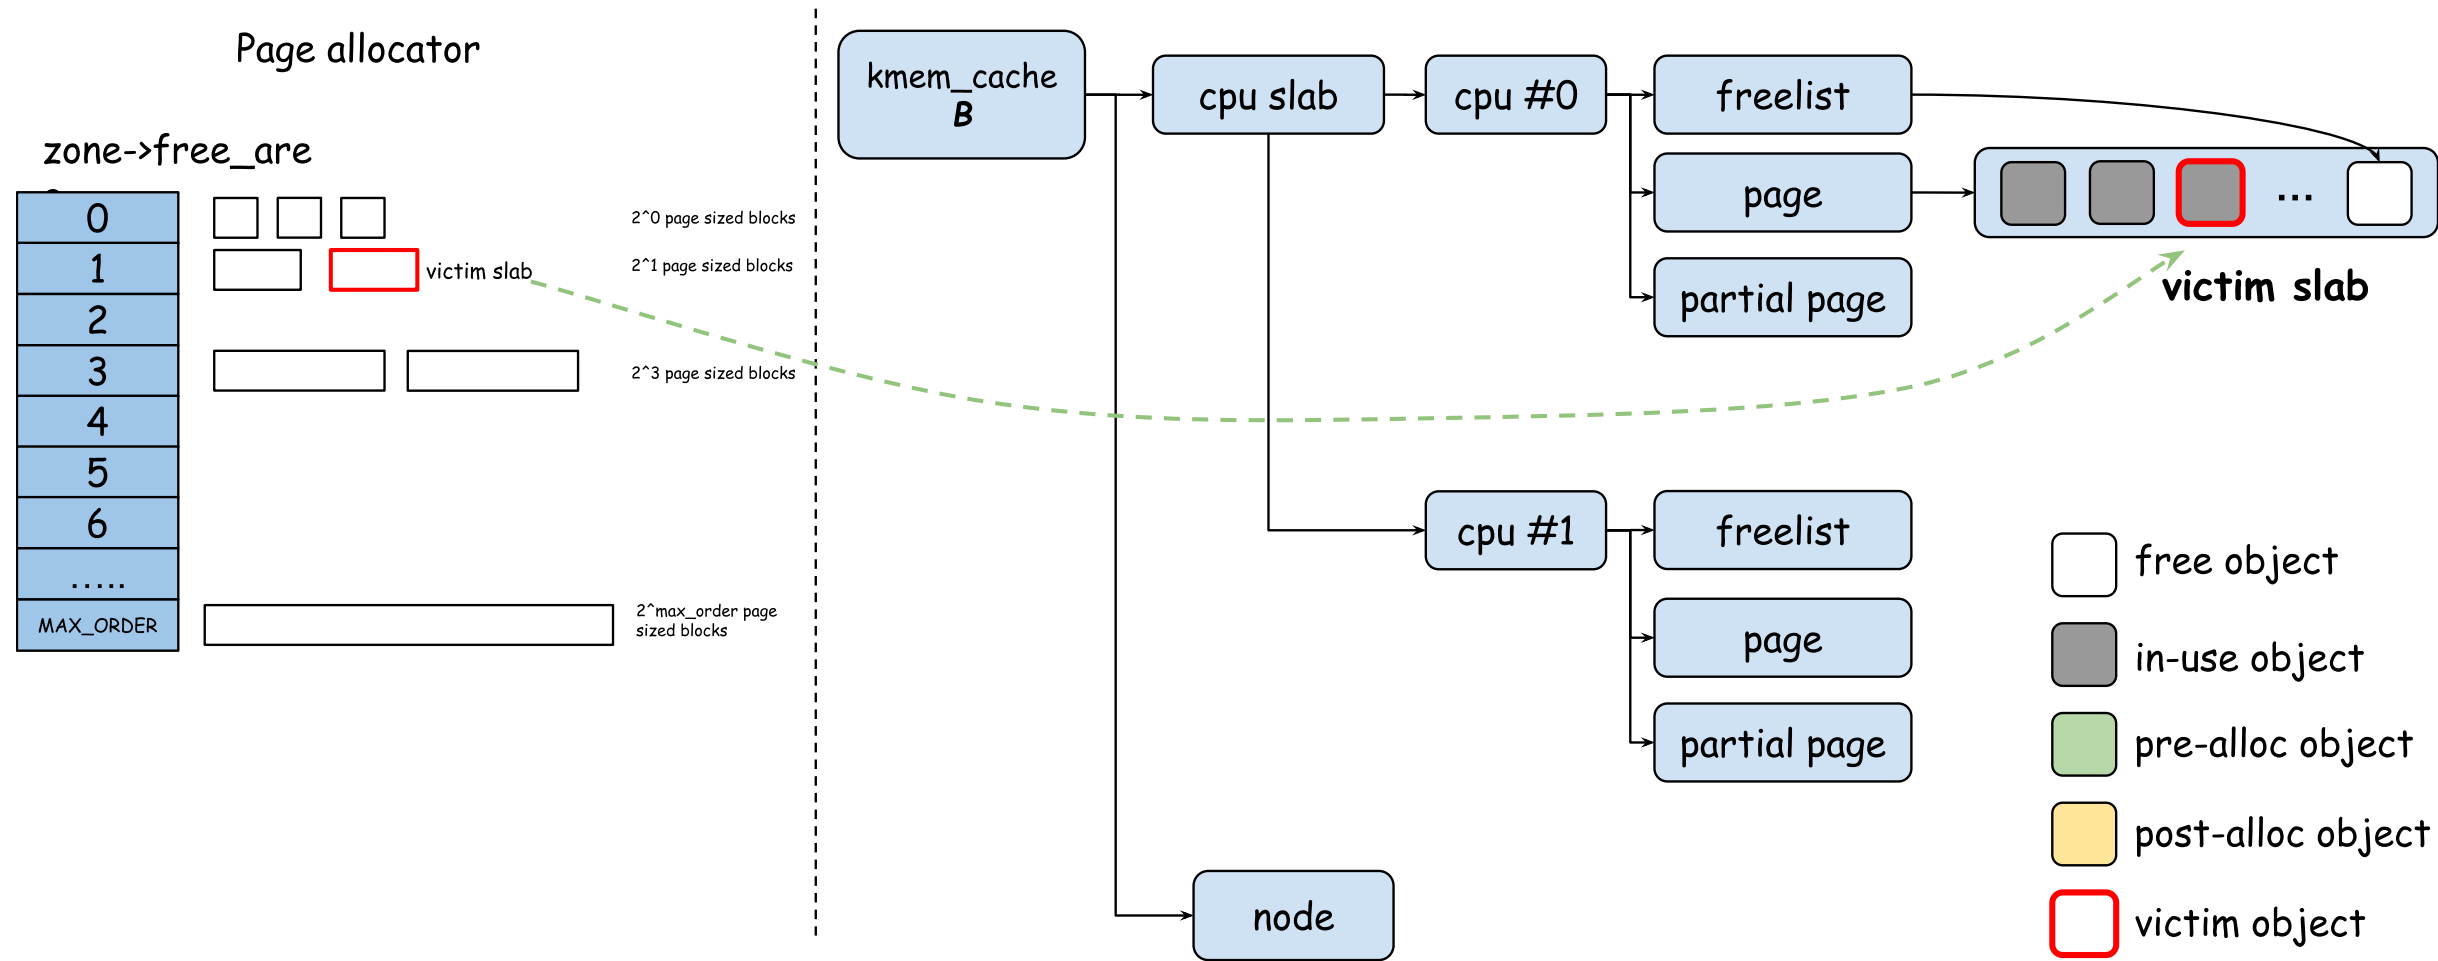 Page allocator
zone->free_are
0
2^0 page sized blocks
1
victim slab
2^1 page sized blocks
2
3
2^3 page sized blocks
4
5
6
.....
MAX_ORDER
2^max_order page
sized blocks
kmem_cache
B
cpu slab
cpu #0
freelist
page
partial page
...
victim slab
cpu #1
freelist
page
partial page
node
free object
in-use object
pre-alloc object
post-alloc object
victim object